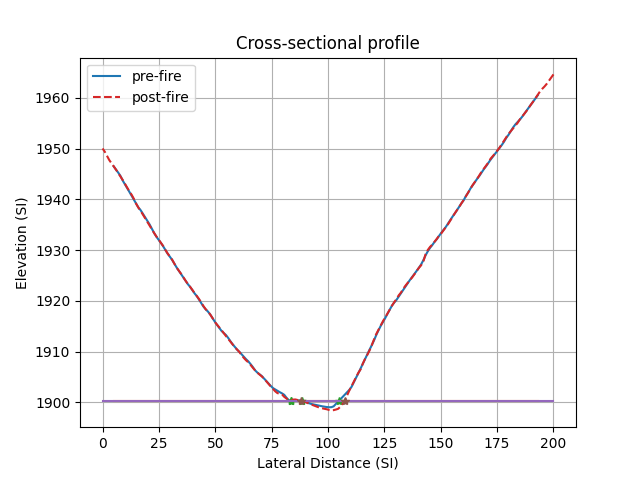 Cross-sectional profile
pre-fire
post-fire
1960
1950
1940
1930
1920
1910
1900
Elevation (SI)
0 25 50 75 100 125 150 175 200
Lateral Distance (SI)